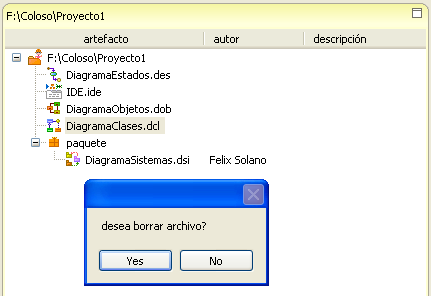 F:\Coloso\Proyecto1
artefacto autor descripción
F:\Coloso\Proyecto1
DiagramaEstados.des
IDE.ide
DiagramaObjetos.dob
DiagramaClases.dcl
paquete
DiagramaSistemas.dsi Felix Solano
desea borrar archivo?
Yes No